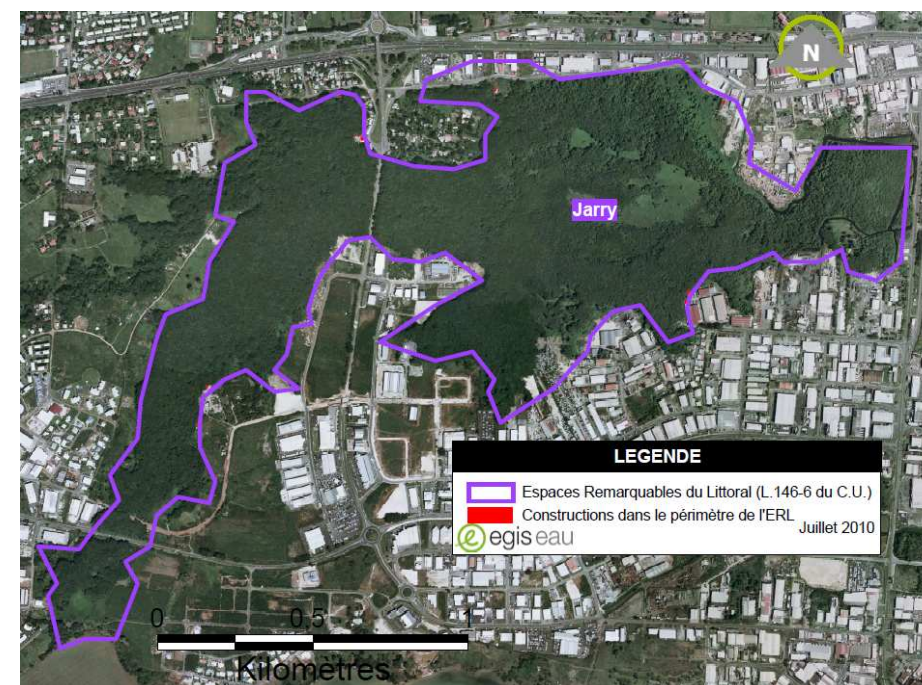 N
Jarry
LEGENDE
Espaces Remarquables du Littoral (L.146-6 du C.U.)
Constructions dans le périmètre de l'ERL
egis eau
Juillet 2010
0 0,5 1
Kilomètres